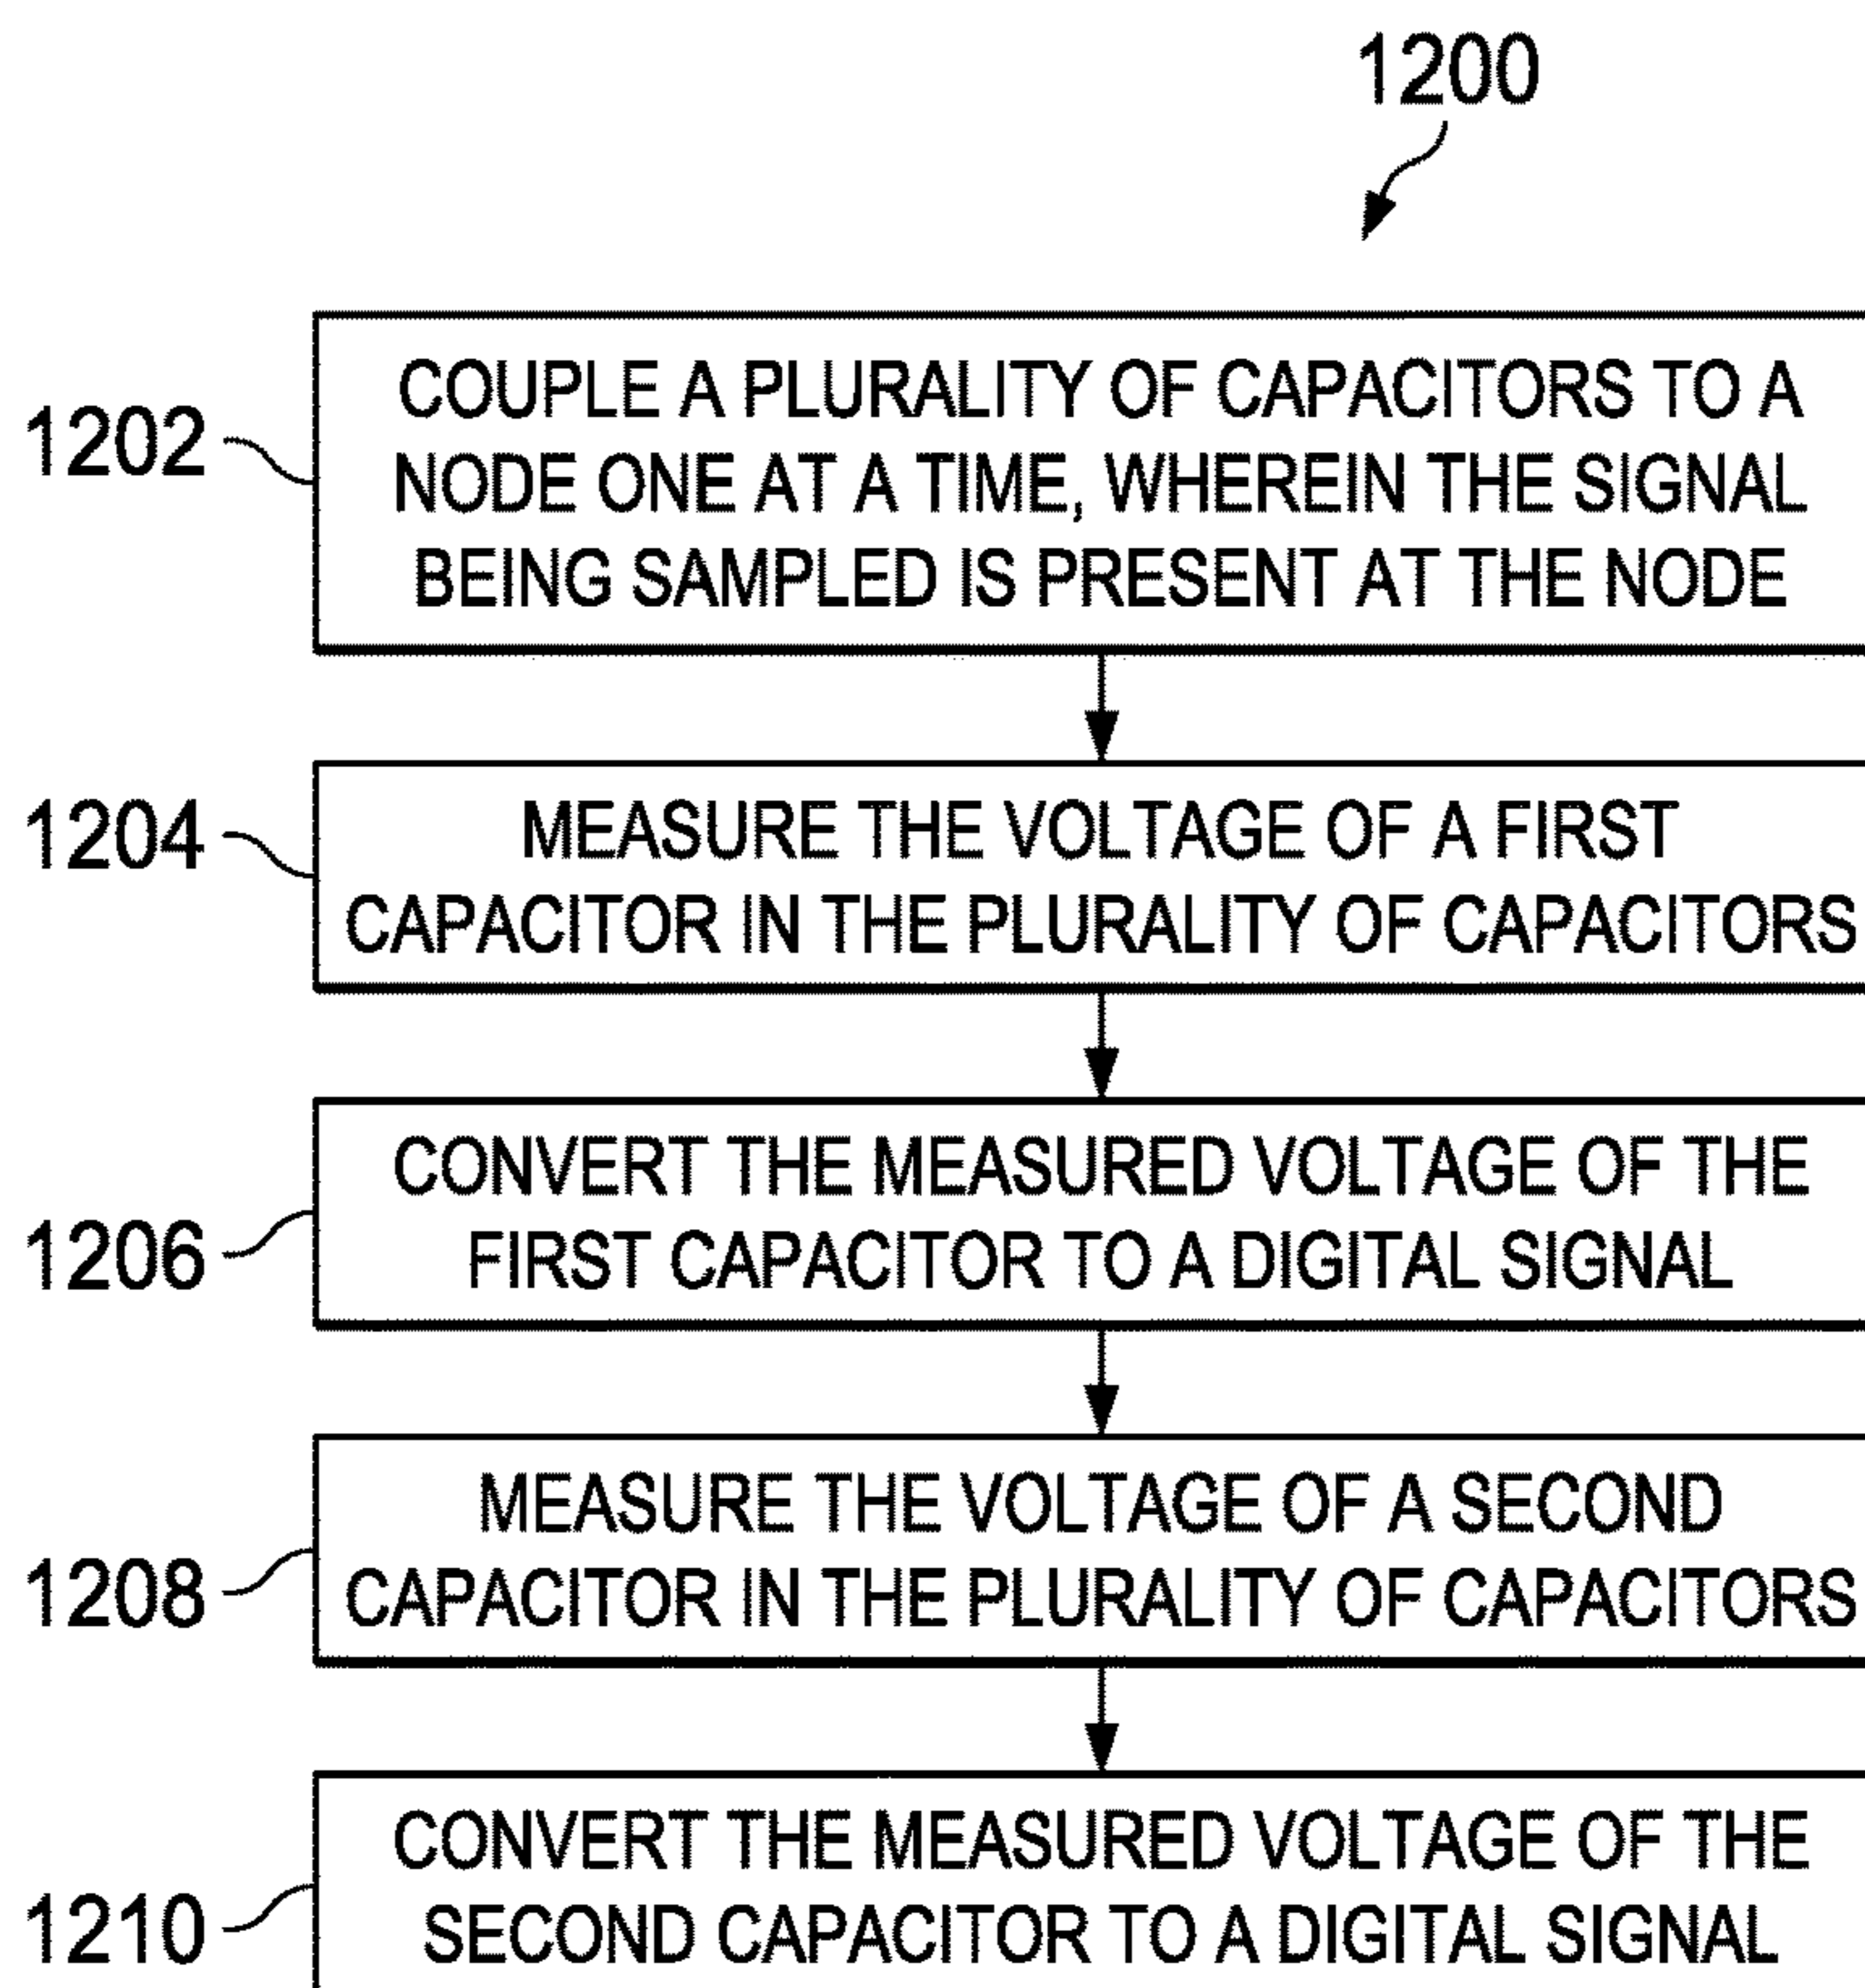 1200
1202
COUPLE A PLURALITY OF CAPACITORS TO A
NODE ONE AT A TIME, WHEREIN THE SIGNAL
BEING SAMPLED IS PRESENT AT THE NODE
1204
MEASURE THE VOLTAGE OF A FIRST
CAPACITOR IN THE PLURALITY OF CAPACITORS
1206
CONVERT THE MEASURED VOLTAGE OF THE
FIRST CAPACITOR TO A DIGITAL SIGNAL
1208
MEASURE THE VOLTAGE OF A SECOND
CAPACITOR IN THE PLURALITY OF CAPACITORS
1210
CONVERT THE MEASURED VOLTAGE OF THE
SECOND CAPACITOR TO A DIGITAL SIGNAL